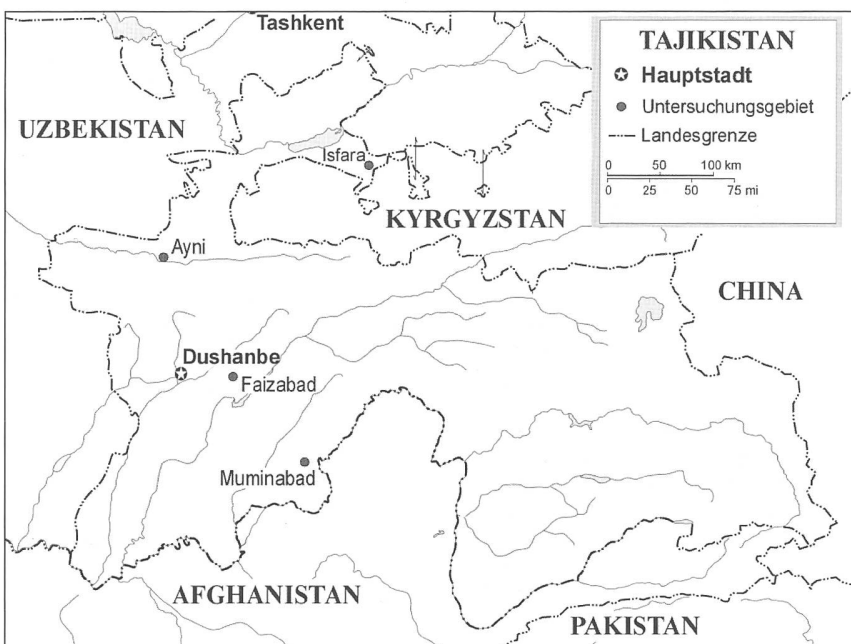 Tashkent
TAJIKISTAN
Hauptstadt
Untersuchungsgebiet
Landesgrenze
0 50 100 km
0 25 50 75 mi
UZBEKISTAN
Isfara
KYRGYZSTAN
Ayni
CHINA
Dushanbe
Faizabad
Muminabad
AFGHANISTAN
PAKISTAN